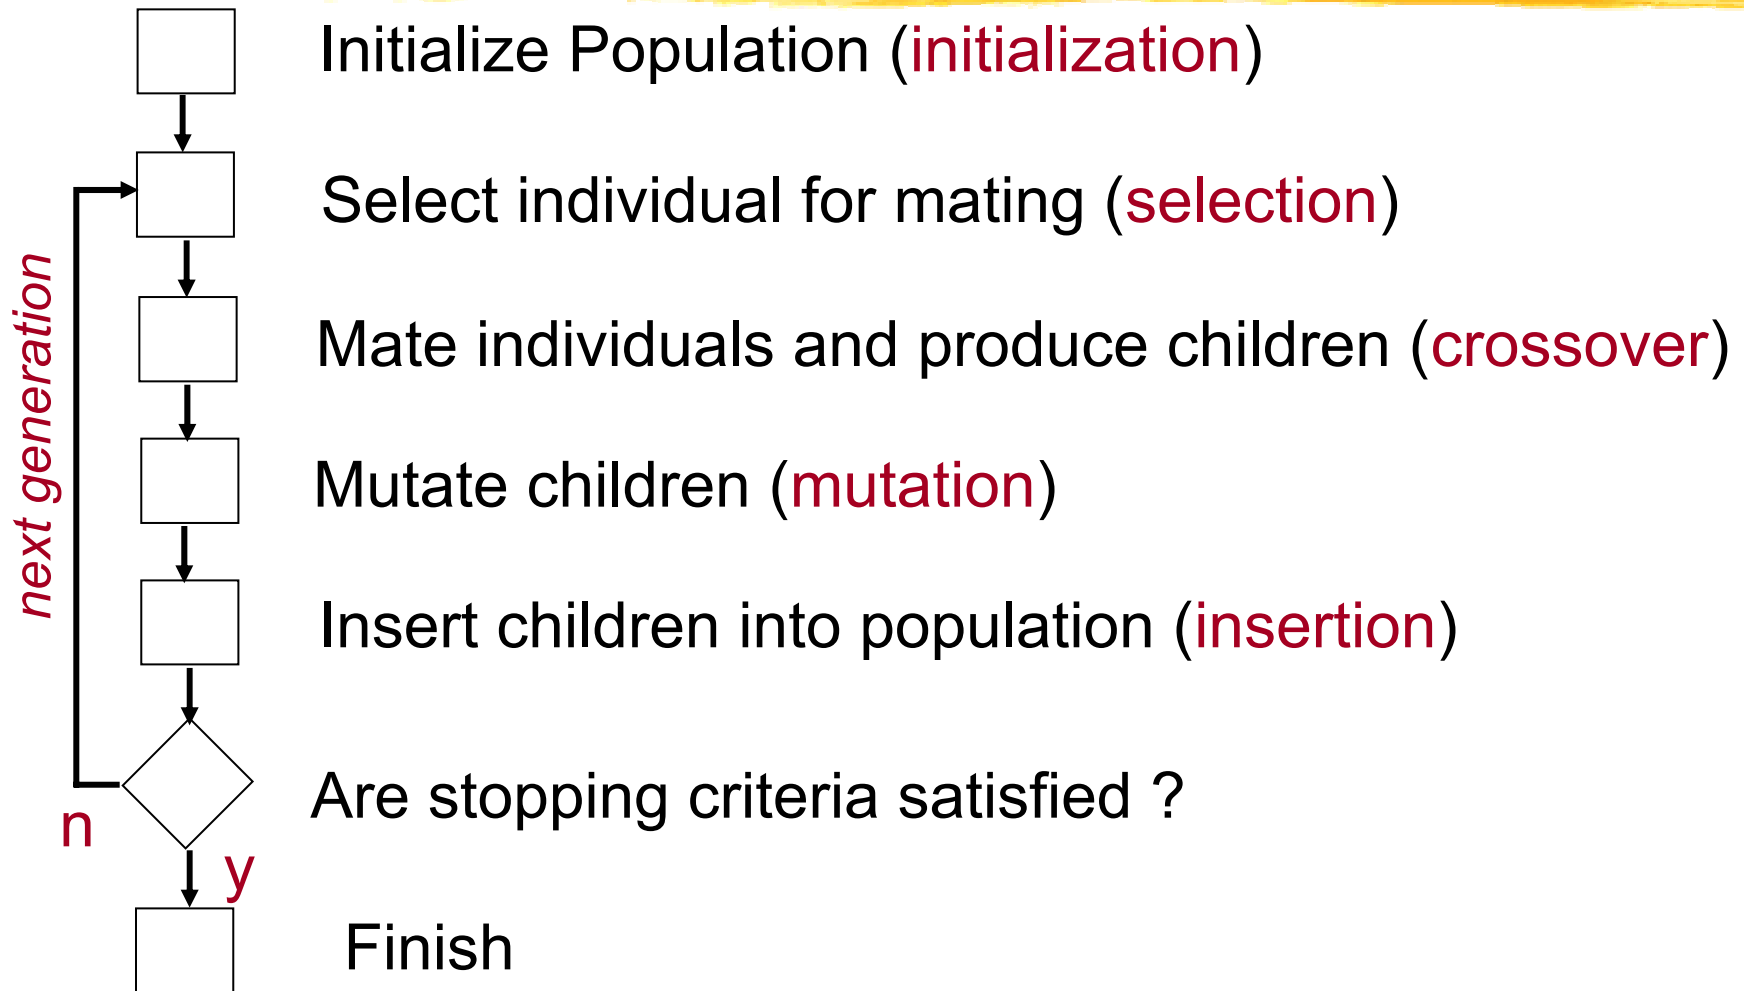 Initialize Population (initialization)
Select individual for mating (selection)
next generation
Mate individuals and produce children (crossover)
Mutate children (mutation)
Insert children into population (insertion)
Are stopping criteria satisfied ?
n
y
Finish